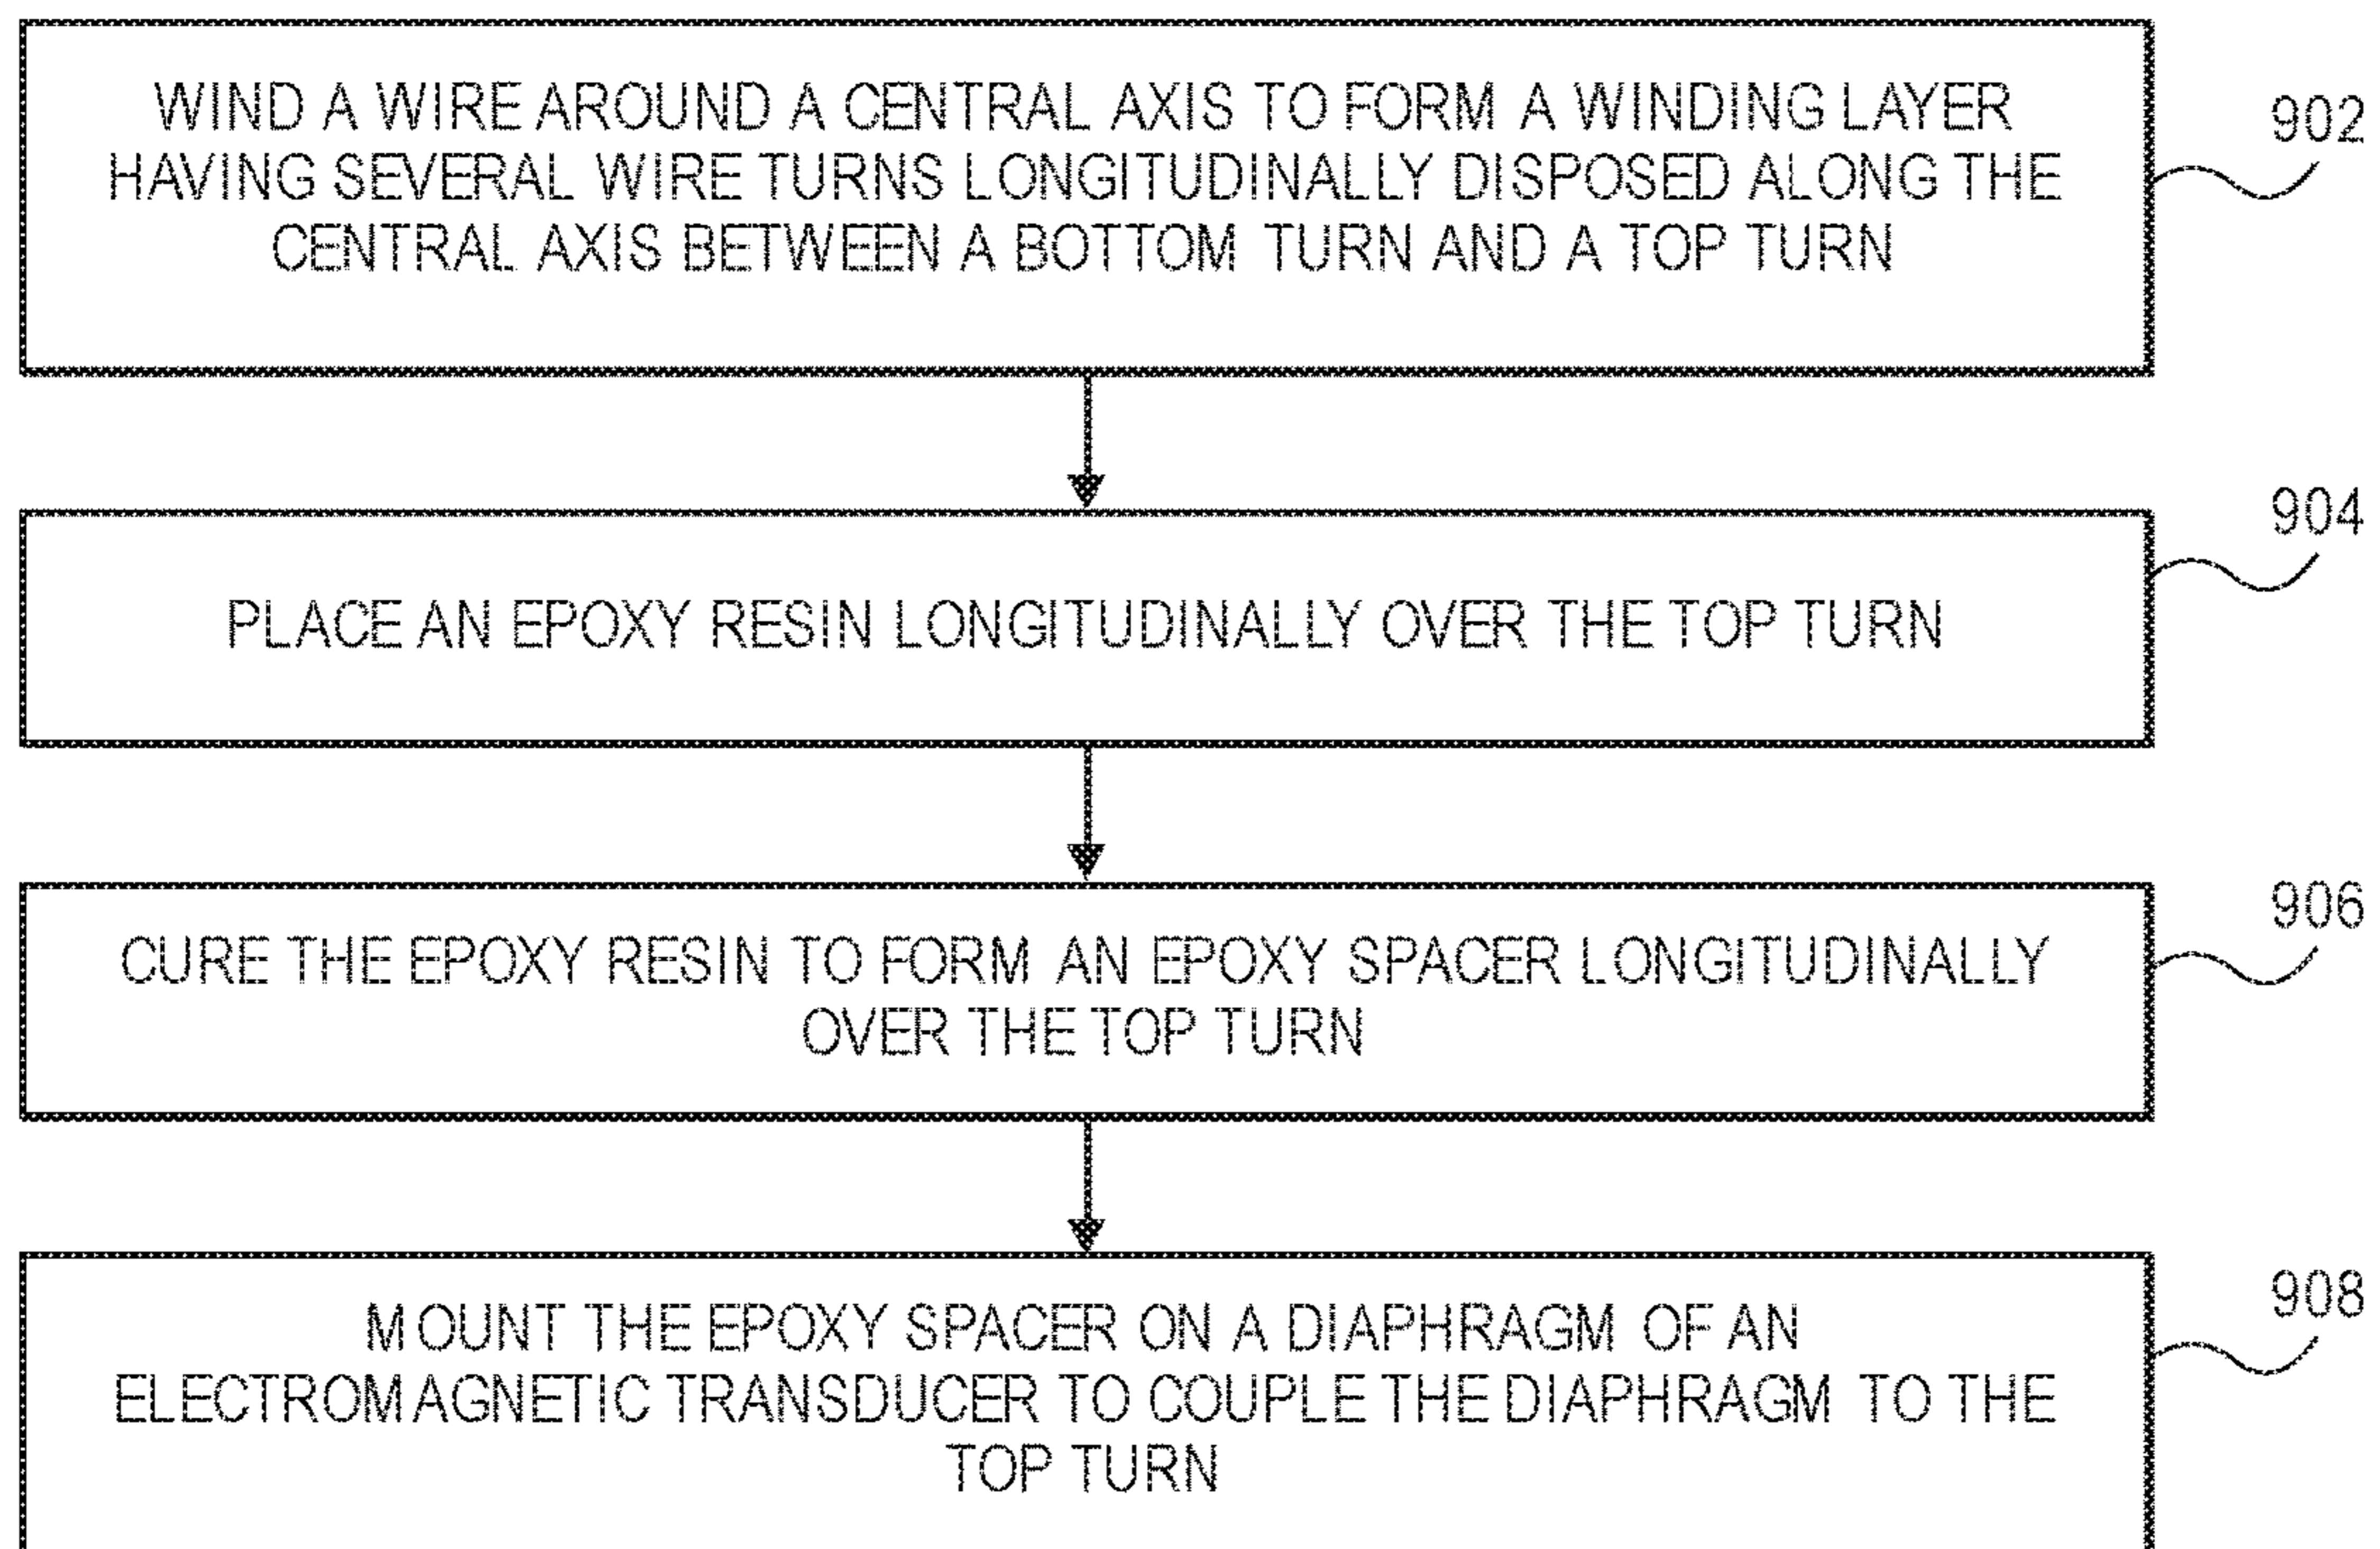 WIND A WIRE AROUND A CENTRAL AXIS TO FORM A WINDING LAYER
HAVING SEVERAL WIRE TURNS LONGITUDINALLY DISPOSED ALONG THE
CENTRAL AXIS BETWEEN A BOTTOM TURN AND A TOP TURN
902
PLACE AN EPOXY RESIN LONGITUDINALLY OVER THE TOP TURN
904
CURE THE EPOXY RESIN TO FORM AN EPOXY SPACER LONGITUDINALLY
OVER THE TOP TURN
906
MOUNT THE EPOXY SPACER ON A DIAPHRAGM OF AN
ELECTROMAGNETIC TRANSDUCER TO COUPLE THE DIAPHRAGM TO THE
TOP TURN
908